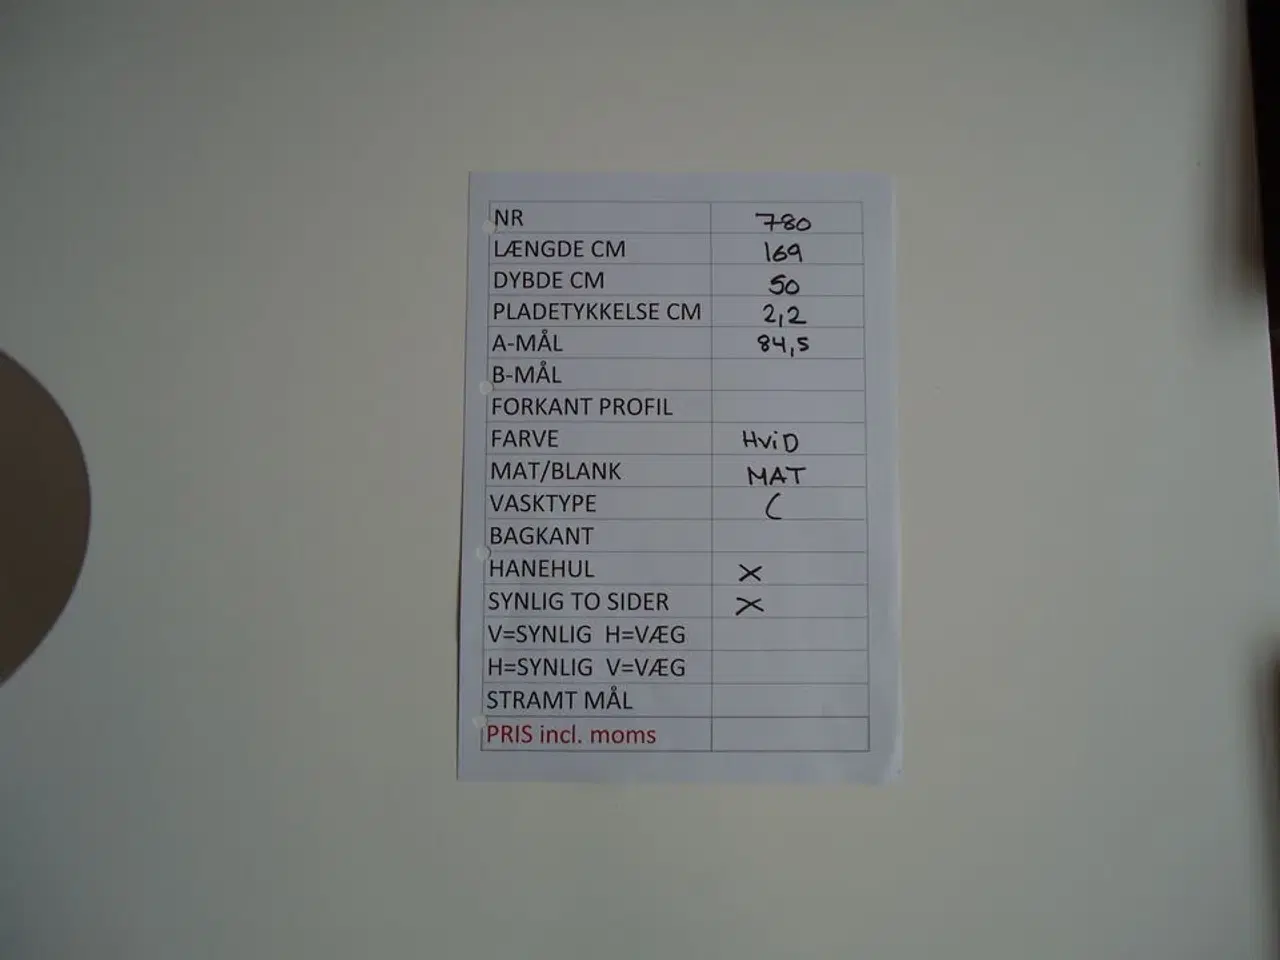 NR 780
LÆNGDE CM 169
DYBDE CM 50
PLADETYKKELSE CM 2,2
A-MÅL 84,5
B-MÅL
FORKANT PROFIL
FARVE HViD
MAT/BLANK MAT
VASKTYPE C
BAGKANT
HANEHUL X
SYNLIG TO SIDER X
V=SYNLIG H=VÆG
H=SYNLIG V=VÆG
STRAMT MÅL
PRIS incl. moms